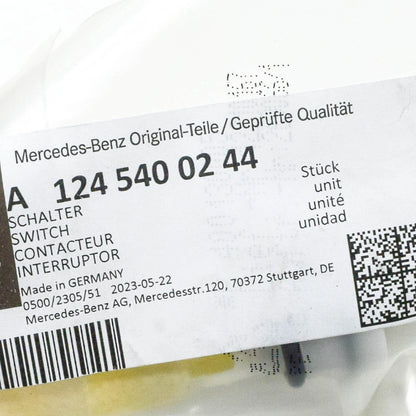 Mercedes-Benz Original-Teile / Geprüfte Qualität
A 124 540 02 44
SCHALTER
SWITCH
CONTACTEUR
INTERRUPTOR
Stück
unit
unité
unidad
Made in GERMANY
0500/2305/51 2023-05-22
Mercedes-Benz AG, Mercedesstr.120, 70372 Stuttgart, DE